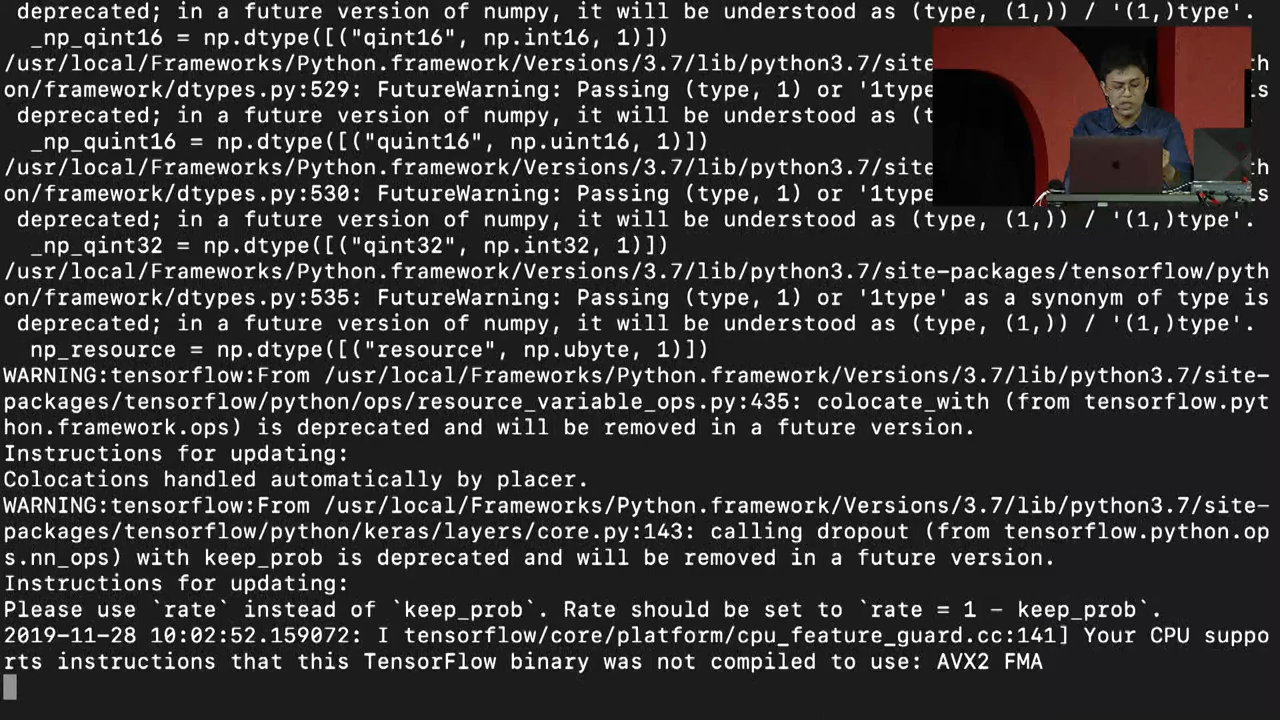 deprecated; in a future version of numpy, it will be understood as (type, (1,)) / '(1,)type'.
_np_qint16 = np.dtype([("qint16", np.int16, 1)])
/usr/local/Frameworks/Python.framework/Versions/3.7/lib/python3.7/site th
on/framework/dtypes.py:529: FutureWarning: Passing (type, 1) or '1type is
deprecated; in a future version of numpy, it will be understood as (type, (1,)) / '(1,)type'.
_np_quint16 = np.dtype([("quint16", np.uint16, 1)])
/usr/local/Frameworks/Python.framework/Versions/3.7/lib/python3.7/site th
on/framework/dtypes.py:530: FutureWarning: Passing (type, 1) or '1type is
deprecated; in a future version of numpy, it will be understood as (type, (1,)) / '(1,)type'.
_np_qint32 = np.dtype([("qint32", np.int32, 1)])
/usr/local/Frameworks/Python.framework/Versions/3.7/lib/python3.7/site-packages/tensorflow/pyth
on/framework/dtypes.py:535: FutureWarning: Passing (type, 1) or '1type' as a synonym of type is
deprecated; in a future version of numpy, it will be understood as (type, (1,)) / '(1,)type'.
np_resource = np.dtype([("resource", np.ubyte, 1)])
WARNING:tensorflow:From /usr/local/Frameworks/Python.framework/Versions/3.7/lib/python3.7/site-
packages/tensorflow/python/ops/resource_variable_ops.py:435: colocate_with (from tensorflow.pyt
hon.framework.ops) is deprecated and will be removed in a future version.
Instructions for updating:
Colocations handled automatically by placer.
WARNING:tensorflow:From /usr/local/Frameworks/Python.framework/Versions/3.7/lib/python3.7/site-
packages/tensorflow/python/keras/layers/core.py:143: calling dropout (from tensorflow.python.op
s.nn_ops) with keep_prob is deprecated and will be removed in a future version.
Instructions for updating:
Please use `rate` instead of `keep_prob`. Rate should be set to `rate = 1 - keep_prob`.
2019-11-28 10:02:52.159072: I tensorflow/core/platform/cpu_feature_guard.cc:141] Your CPU suppo
rts instructions that this TensorFlow binary was not compiled to use: AVX2 FMA